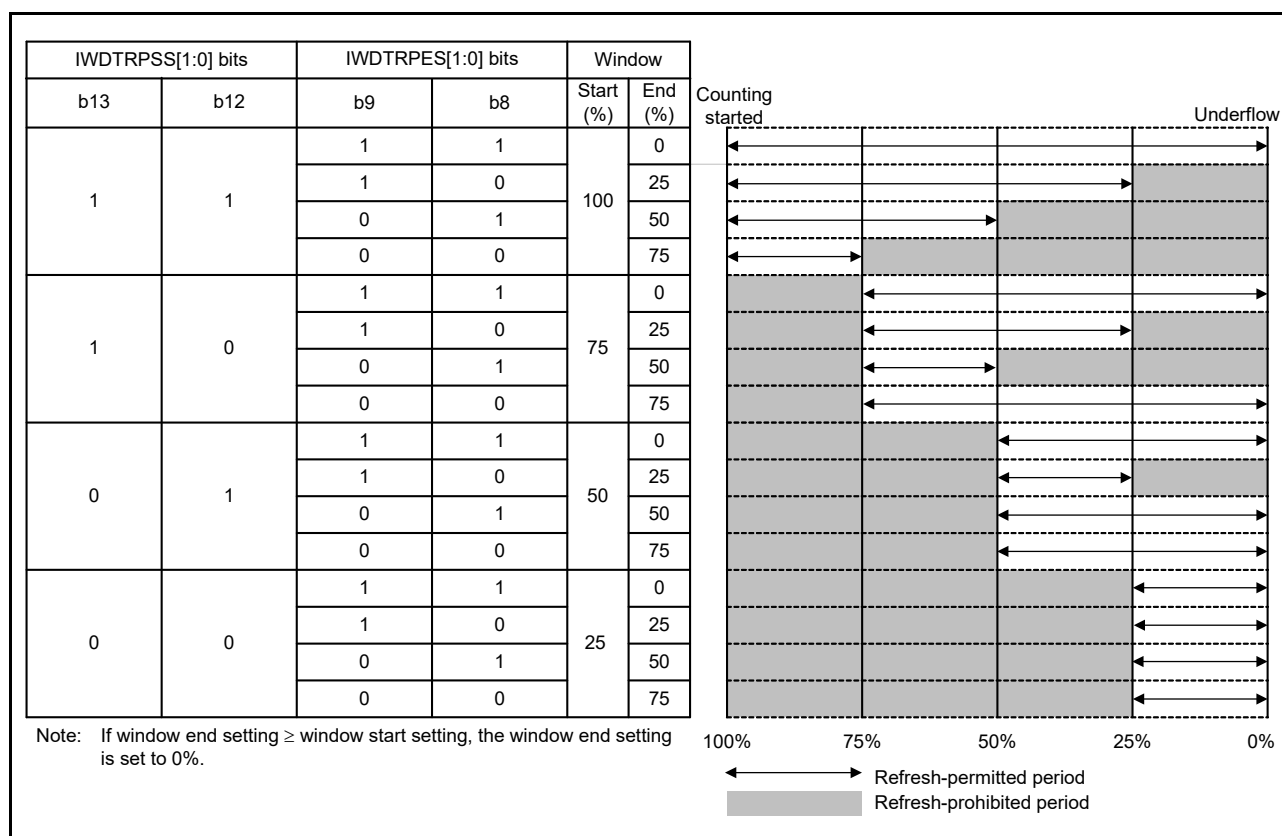 IWDTRPSS[1:0] bits IWDTRPES[1:0] bits Window
b13 b12 b9 b8 Start (%) End (%)
Counting started Underflow
1 1 100
1 1 0
1 0 25
0 1 50
0 0 75
1 0 75
1 1 0
1 0 25
0 1 50
0 0 75
0 1 50
1 1 0
1 0 25
0 1 50
0 0 75
0 0 25
1 1 0
1 0 25
0 1 50
0 0 75
Note: If window end setting ≥ window start setting, the window end setting
is set to 0%.
100% 75% 50% 25% 0%
Refresh-permitted period
Refresh-prohibited period